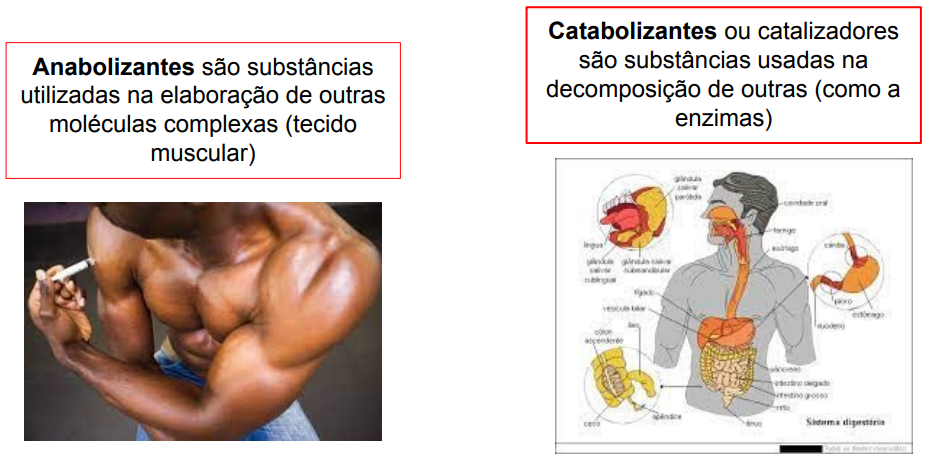 Anabolizantes são substâncias
utilizadas na elaboração de outras
moléculas complexas (tecido
muscular)
Catabolizantes ou catalizadores
são substâncias usadas na
decomposição de outras (como a
enzimas)
glândula
salivar
parótida
cavidade oral
faringe
língua
esôfago
cárdia
glândula
salivar
sublingual
glândula salivar
submandibular
fígado
piloro
vesícula biliar
estômago
duodeno
cólon
ascendente
pâncreas
intestino delgado
intestino grosso
reto
apêndice
ceco
ânus
Sistema digestório